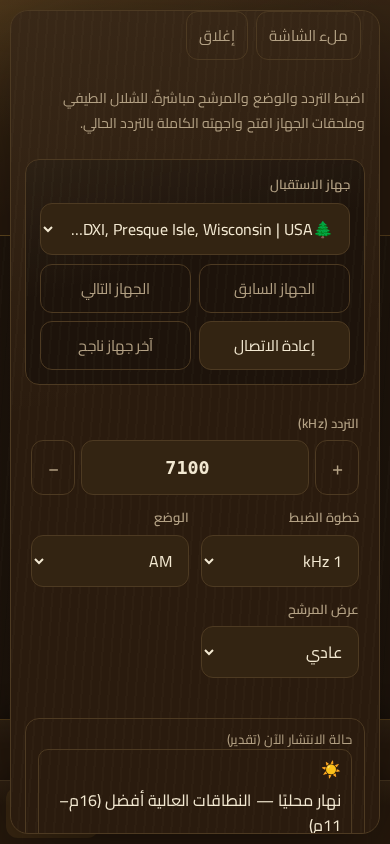 ملء الشاشة
إغلاق
اضبط التردد والوضع والمرشح مباشرةً. للشلال الطيفي
وملحقات الجهاز افتح واجهته الكاملة بالتردد الحالي.
جهاز الاستقبال
🌲DXI, Presque Isle, Wisconsin | USA...
الجهاز السابق
الجهاز التالي
إعادة الاتصال
آخر جهاز ناجح
التردد (kHz)
+
7100
−
خطوة الضبط
الوضع
1 kHz
AM
عرض المرشح
عادي
حالة الانتشار الآن (تقدير)
☀️
نهار محليًا — النطاقات العالية أفضل (16م–
11م)